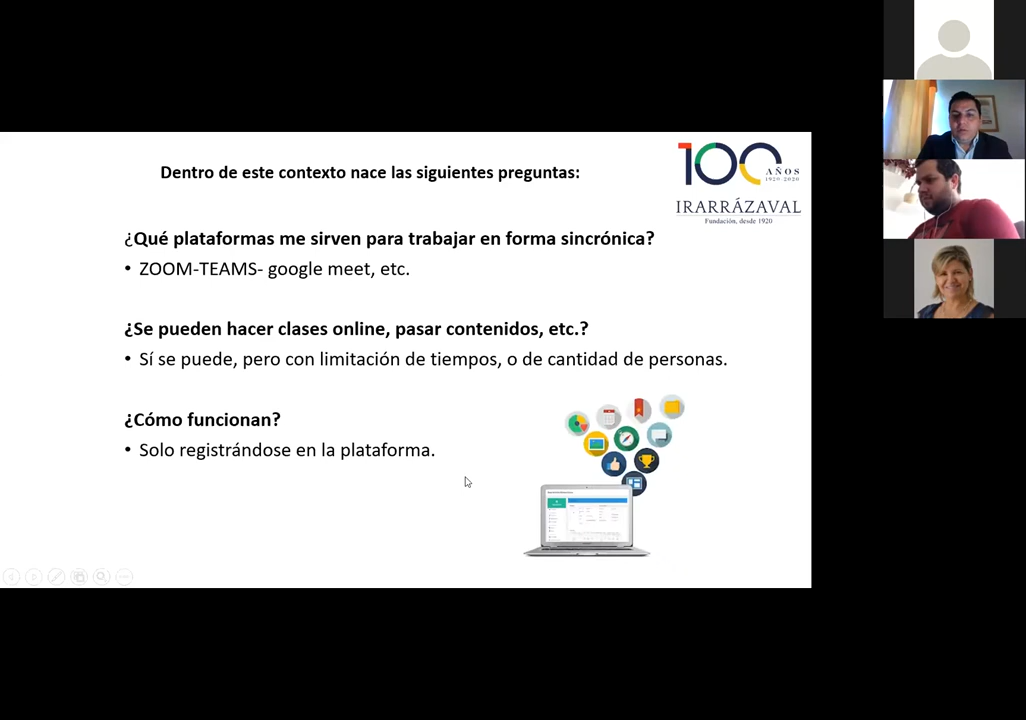 Dentro de este contexto nace las siguientes preguntas:
100 AÑOS
1920-2020
IRARRÁZAVAL
Fundación, desde 1920
¿Qué plataformas me sirven para trabajar en forma sincrónica?
• ZOOM-TEAMS- google meet, etc.
¿Se pueden hacer clases online, pasar contenidos, etc.?
• Sí se puede, pero con limitación de tiempos, o de cantidad de personas.
¿Cómo funcionan?
• Solo registrándose en la plataforma.